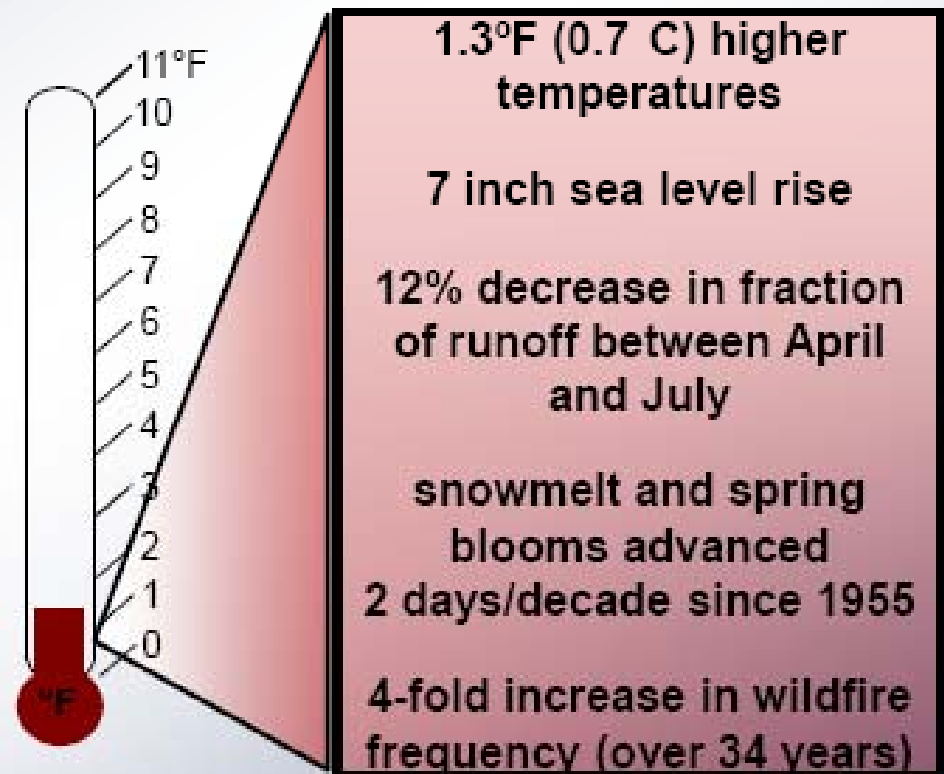 11°F
10
9
8
7
6
5
4
3
2
1
0
°F
1.3°F (0.7 C) higher
temperatures
7 inch sea level rise
12% decrease in fraction
of runoff between April
and July
snowmelt and spring
blooms advanced
2 days/decade since 1955
4-fold increase in wildfire
frequency (over 34 years)